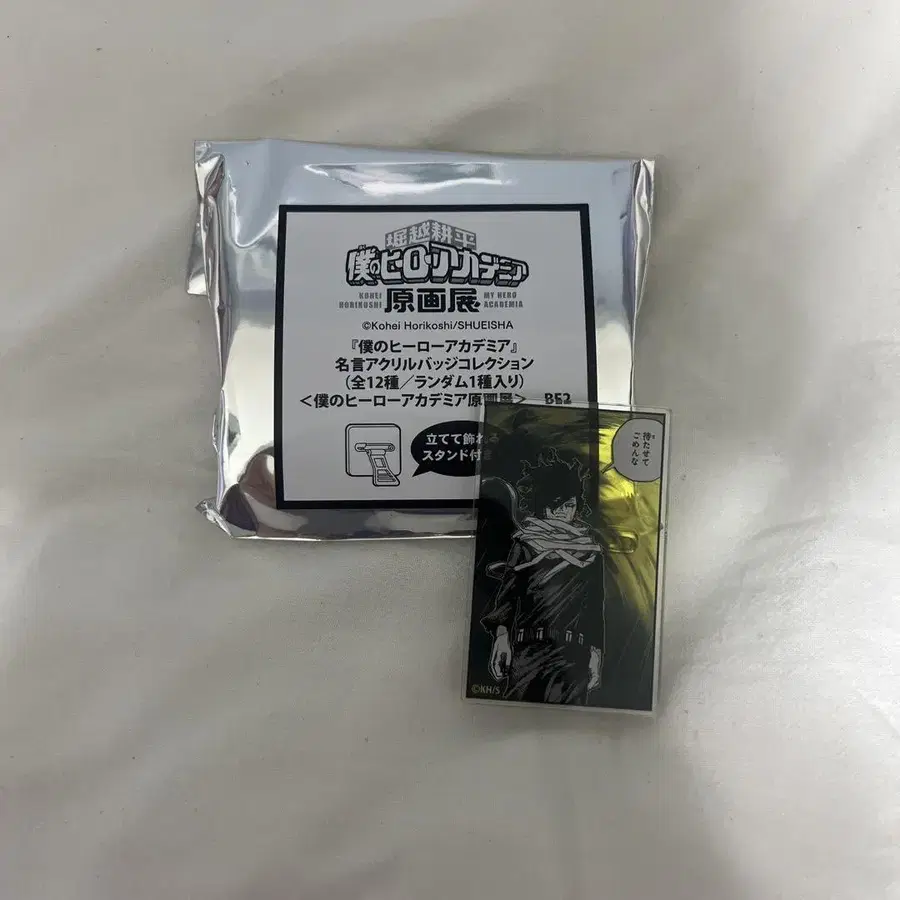 堀越耕平
僕のヒーローアカデミア
KOHEI HORIKOSHI
原画展
MY HERO ACADEMIA
©Kohei Horikoshi/SHUEISHA
『僕のヒーローアカデミア』
名言アクリルバッジコレクション
（全12種／ランダム1種入り）
＜僕のヒーローアカデミア原画展＞
立てて飾れる
スタンド付
待たせて
ごめんな
©KH/S